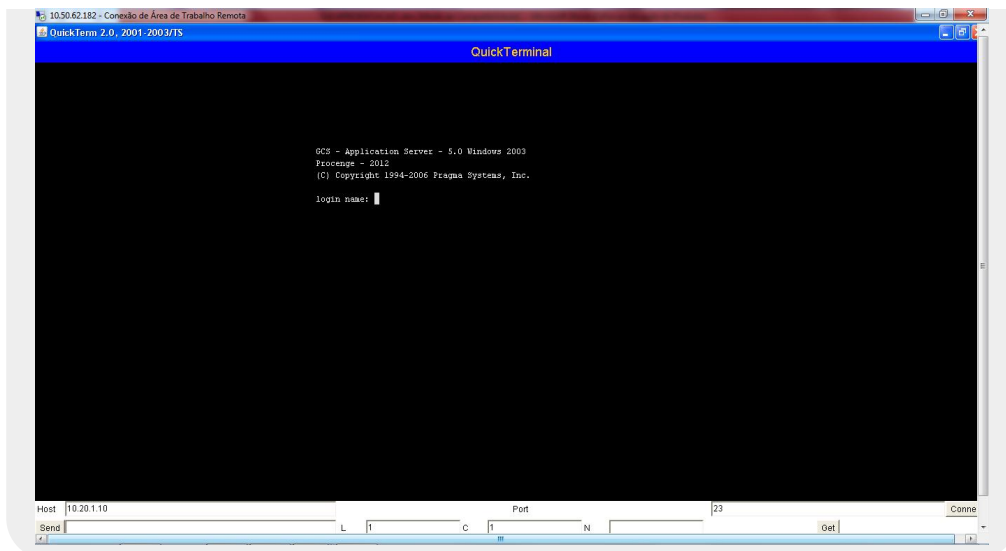 10.50.62.182 - Conexão de Área de Trabalho Remota
QuickTerm 2.0, 2001-2003/TS
QuickTerminal
GCS - Application Server - 5.0 Windows 2003
Procenge - 2012
(C) Copyright 1994-2006 Pragma Systems, Inc.
login name:
Host 10.20.1.10 Port 23 Conne
Send L 1 C 1 N Get